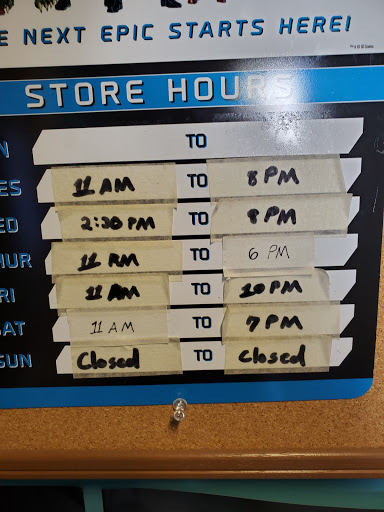 E NEXT EPIC STARTS HERE!
STORE HOURS
N TO
ES 11 AM TO 8 PM
ED 2:30 PM TO 8 PM
HUR 11 AM TO 6 PM
RI 11 AM TO 10 PM
SAT 11 AM TO 7 PM
SUN Closed TO Closed